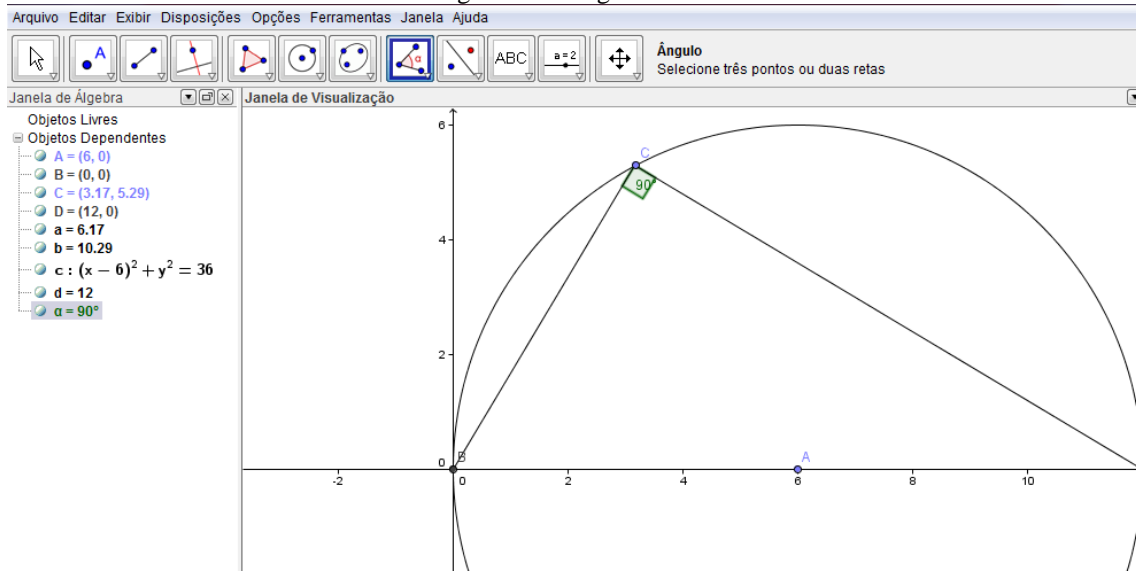 Arquivo Editar Exibir Disposições Opções Ferramentas Janela Ajuda
ABC
a=2
α
A
Ângulo
Selecione três pontos ou duas retas
Janela de Álgebra
Janela de Visualização
Objetos Livres
Objetos Dependentes
A = (6, 0)
B = (0, 0)
C = (3.17, 5.29)
D = (12, 0)
a = 6.17
b = 10.29
c : (x − 6)² + y² = 36
d = 12
α = 90°
6
C
90°
4
2
0
B
A
-2
0
2
4
6
8
10